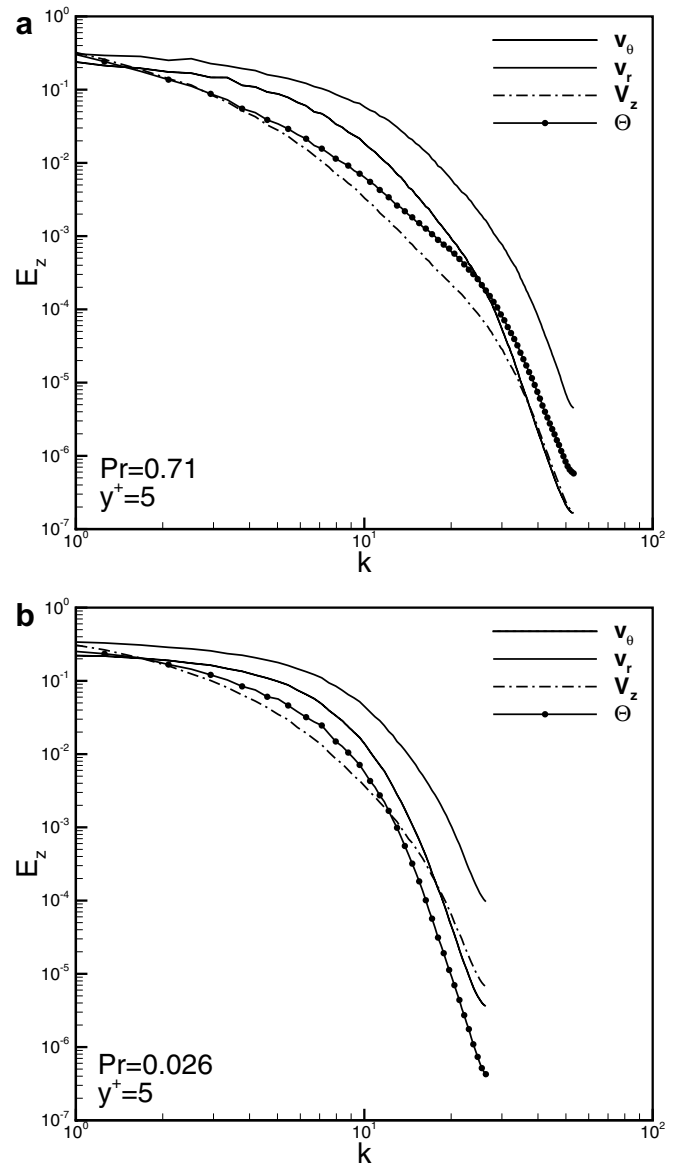 a
10⁰
10⁻¹
10⁻²
10⁻³
10⁻⁴
10⁻⁵
10⁻⁶
10⁻⁷
E_z
v_θ
v_r
V_z
Θ
Pr=0.71
y⁺=5
10⁰ 10¹ 10²
k
b
10⁰
10⁻¹
10⁻²
10⁻³
10⁻⁴
10⁻⁵
10⁻⁶
10⁻⁷
E_z
v_θ
v_r
V_z
Θ
Pr=0.026
y⁺=5
10⁰ 10¹ 10²
k